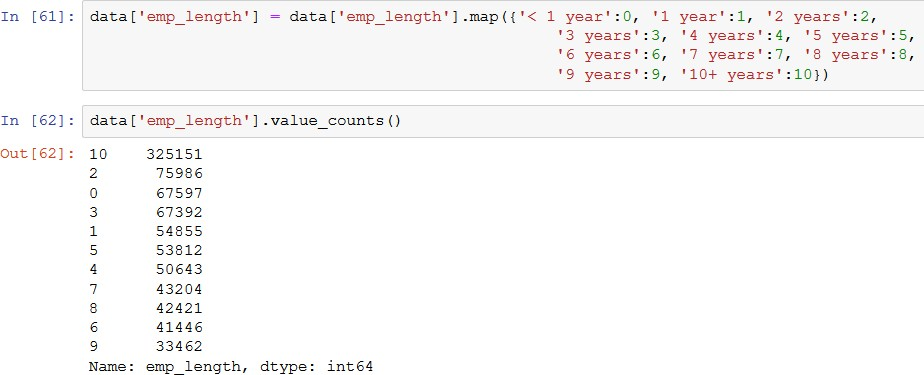 In [61]: data['emp_length'] = data['emp_length'].map({'< 1 year':0, '1 year':1, '2 years':2,
'3 years':3, '4 years':4, '5 years':5,
'6 years':6, '7 years':7, '8 years':8,
'9 years':9, '10+ years':10})
In [62]: data['emp_length'].value_counts()
Out[62]: 10 325151
2 75986
0 67597
3 67392
1 54855
5 53812
4 50643
7 43204
8 42421
6 41446
9 33462
Name: emp_length, dtype: int64